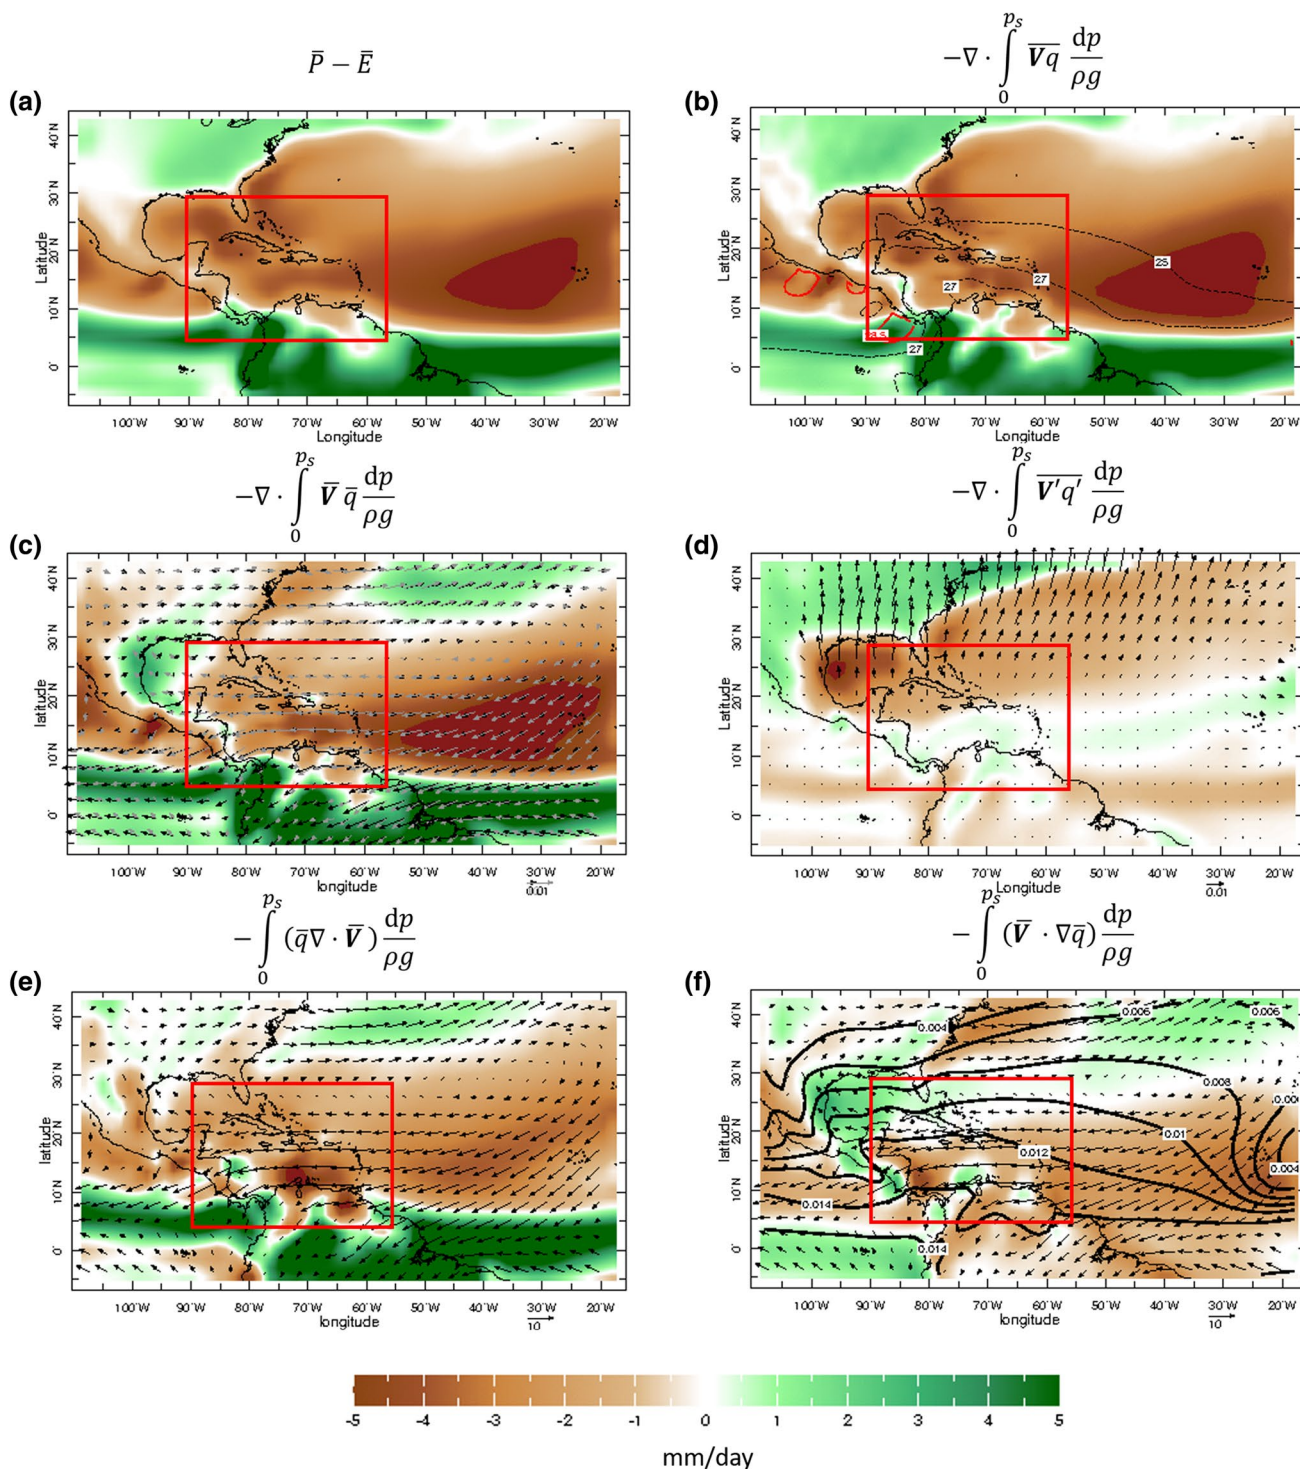 P̄ − Ē
−∇ · ∫₀^{p_s} \overline{Vq} dp/ρg
(a)
(b)
Latitude
40°N
30°N
20°N
10°N
0°
100°W 90°W 80°W 70°W 60°W 50°W 40°W 30°W 20°W
Longitude
Latitude
40°N
30°N
20°N
10°N
0°
25
27
27
27
100°W 90°W 80°W 70°W 60°W 50°W 40°W 30°W 20°W
Longitude
−∇ · ∫₀^{p_s} V̄ q̄ dp/ρg
−∇ · ∫₀^{p_s} \overline{V′q′} dp/ρg
(c)
(d)
latitude
40°N
30°N
20°N
10°N
0°
100°W 90°W 80°W 70°W 60°W 50°W 40°W 30°W 20°W
longitude
0.01
Latitude
40°N
30°N
20°N
10°N
0°
100°W 90°W 80°W 70°W 60°W 50°W 40°W 30°W 20°W
Longitude
0.01
−∫₀^{p_s} (q̄∇ · V̄) dp/ρg
−∫₀^{p_s} (V̄ · ∇q̄) dp/ρg
(e)
(f)
latitude
40°N
30°N
20°N
10°N
0°
100°W 90°W 80°W 70°W 60°W 50°W 40°W 30°W 20°W
longitude
10
latitude
40°N
30°N
20°N
10°N
0°
0.004
0.006
0.006
0.008
0.01
0.012
0.004
0.014
0.014
100°W 90°W 80°W 70°W 60°W 50°W 40°W 30°W 20°W
longitude
10
-5 -4 -3 -2 -1 0 1 2 3 4 5
mm/day